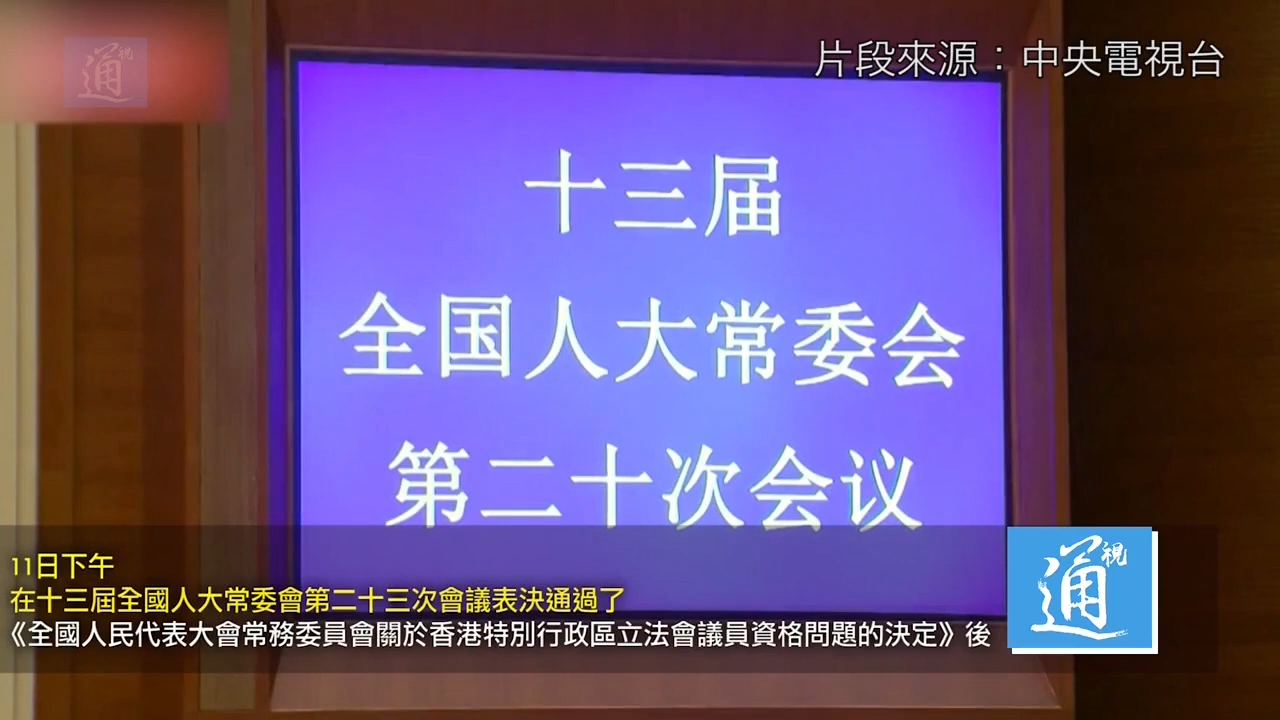 通視
片段來源：中央電視台
十三届
全国人大常委会
第二十次会议
11日下午
在十三屆全國人大常委會第二十三次會議表決通過了
《全國人民代表大會常務委員會關於香港特別行政區立法會議員資格問題的決定》後
通視